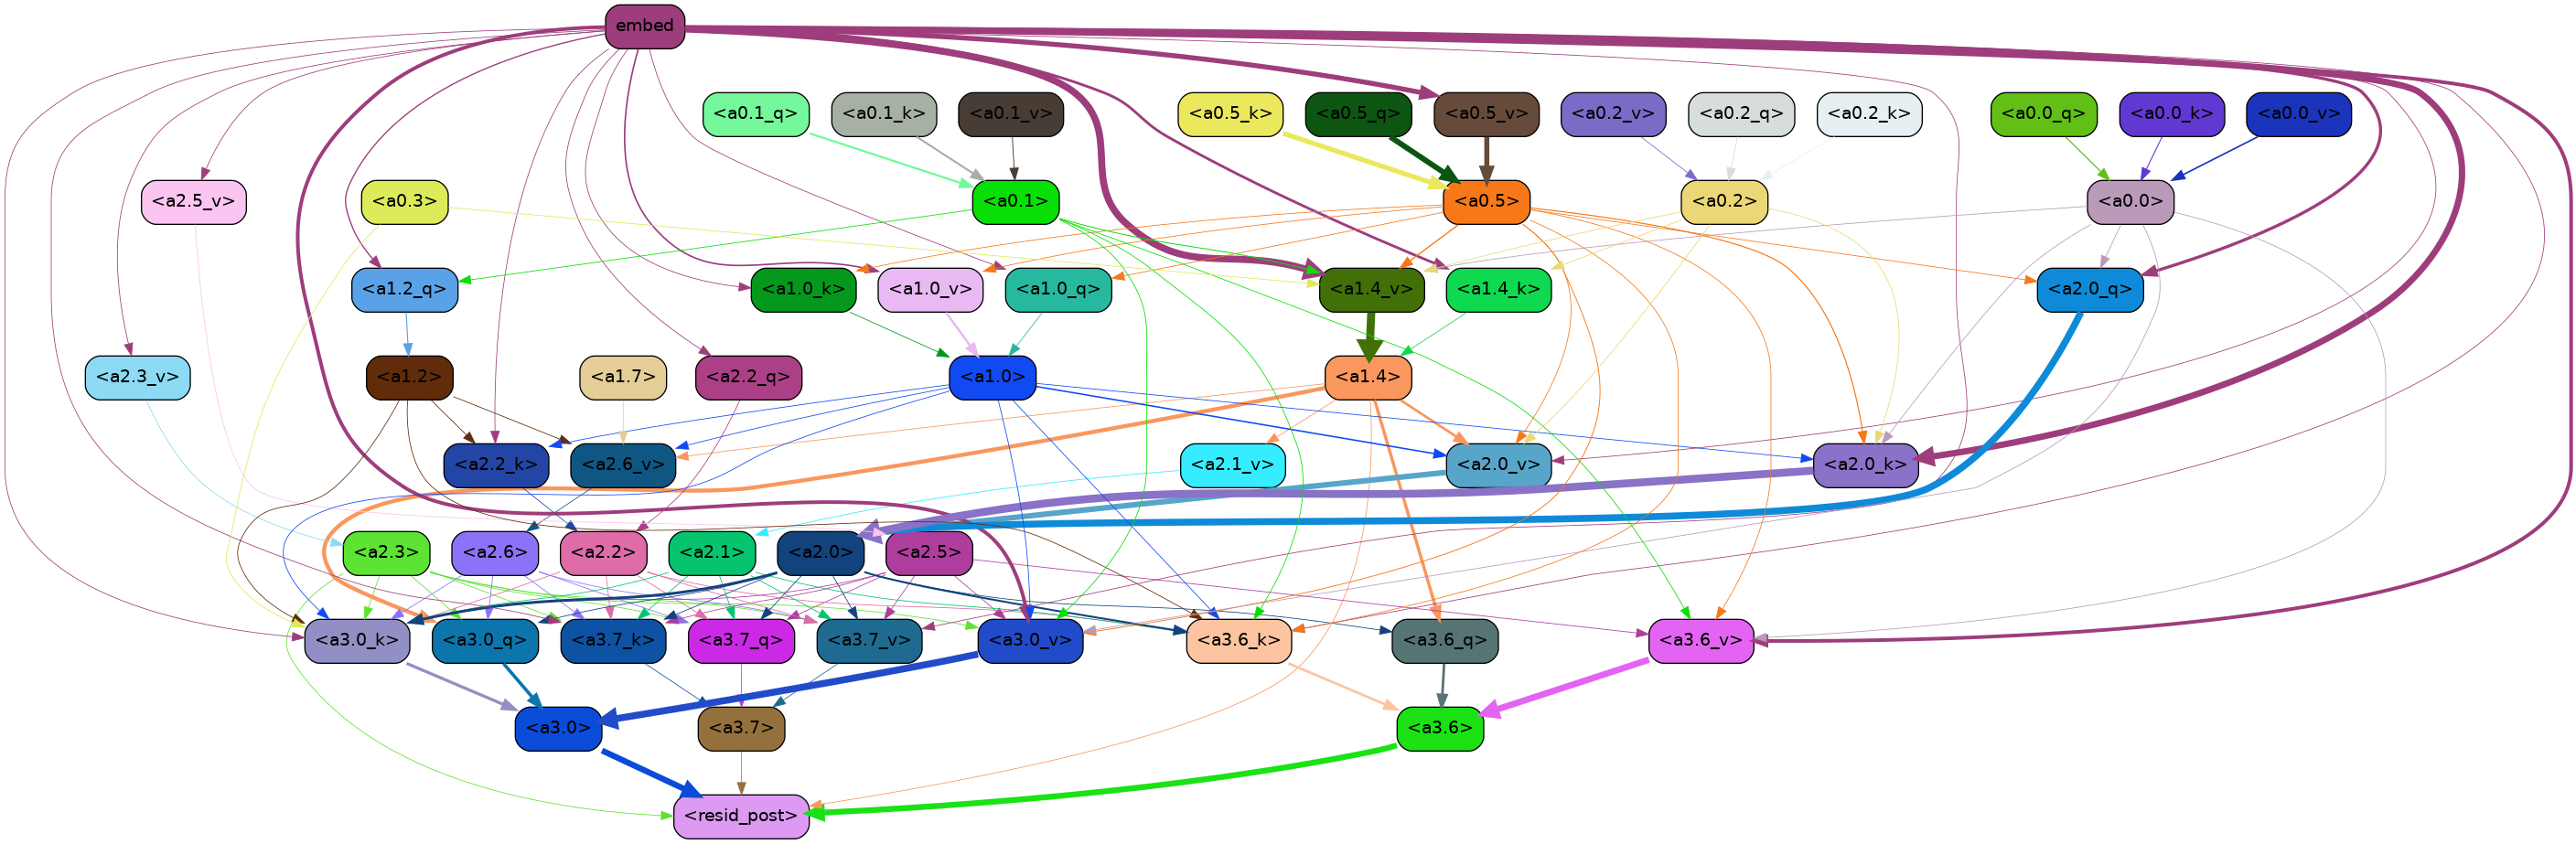 embed
<a0.1_q>
<a0.1_k>
<a0.1_v>
<a0.5_k>
<a0.5_q>
<a0.5_v>
<a0.2_v>
<a0.2_q>
<a0.2_k>
<a0.0_q>
<a0.0_k>
<a0.0_v>
<a2.5_v>
<a0.3>
<a0.1>
<a0.5>
<a0.2>
<a0.0>
<a1.2_q>
<a1.0_k>
<a1.0_v>
<a1.0_q>
<a1.4_v>
<a1.4_k>
<a2.0_q>
<a2.3_v>
<a1.2>
<a1.7>
<a2.2_q>
<a1.0>
<a1.4>
<a2.2_k>
<a2.6_v>
<a2.1_v>
<a2.0_v>
<a2.0_k>
<a2.3>
<a2.6>
<a2.2>
<a2.1>
<a2.0>
<a2.5>
<a3.0_k>
<a3.0_q>
<a3.7_k>
<a3.7_q>
<a3.7_v>
<a3.0_v>
<a3.6_k>
<a3.6_q>
<a3.6_v>
<a3.0>
<a3.7>
<a3.6>
<resid_post>